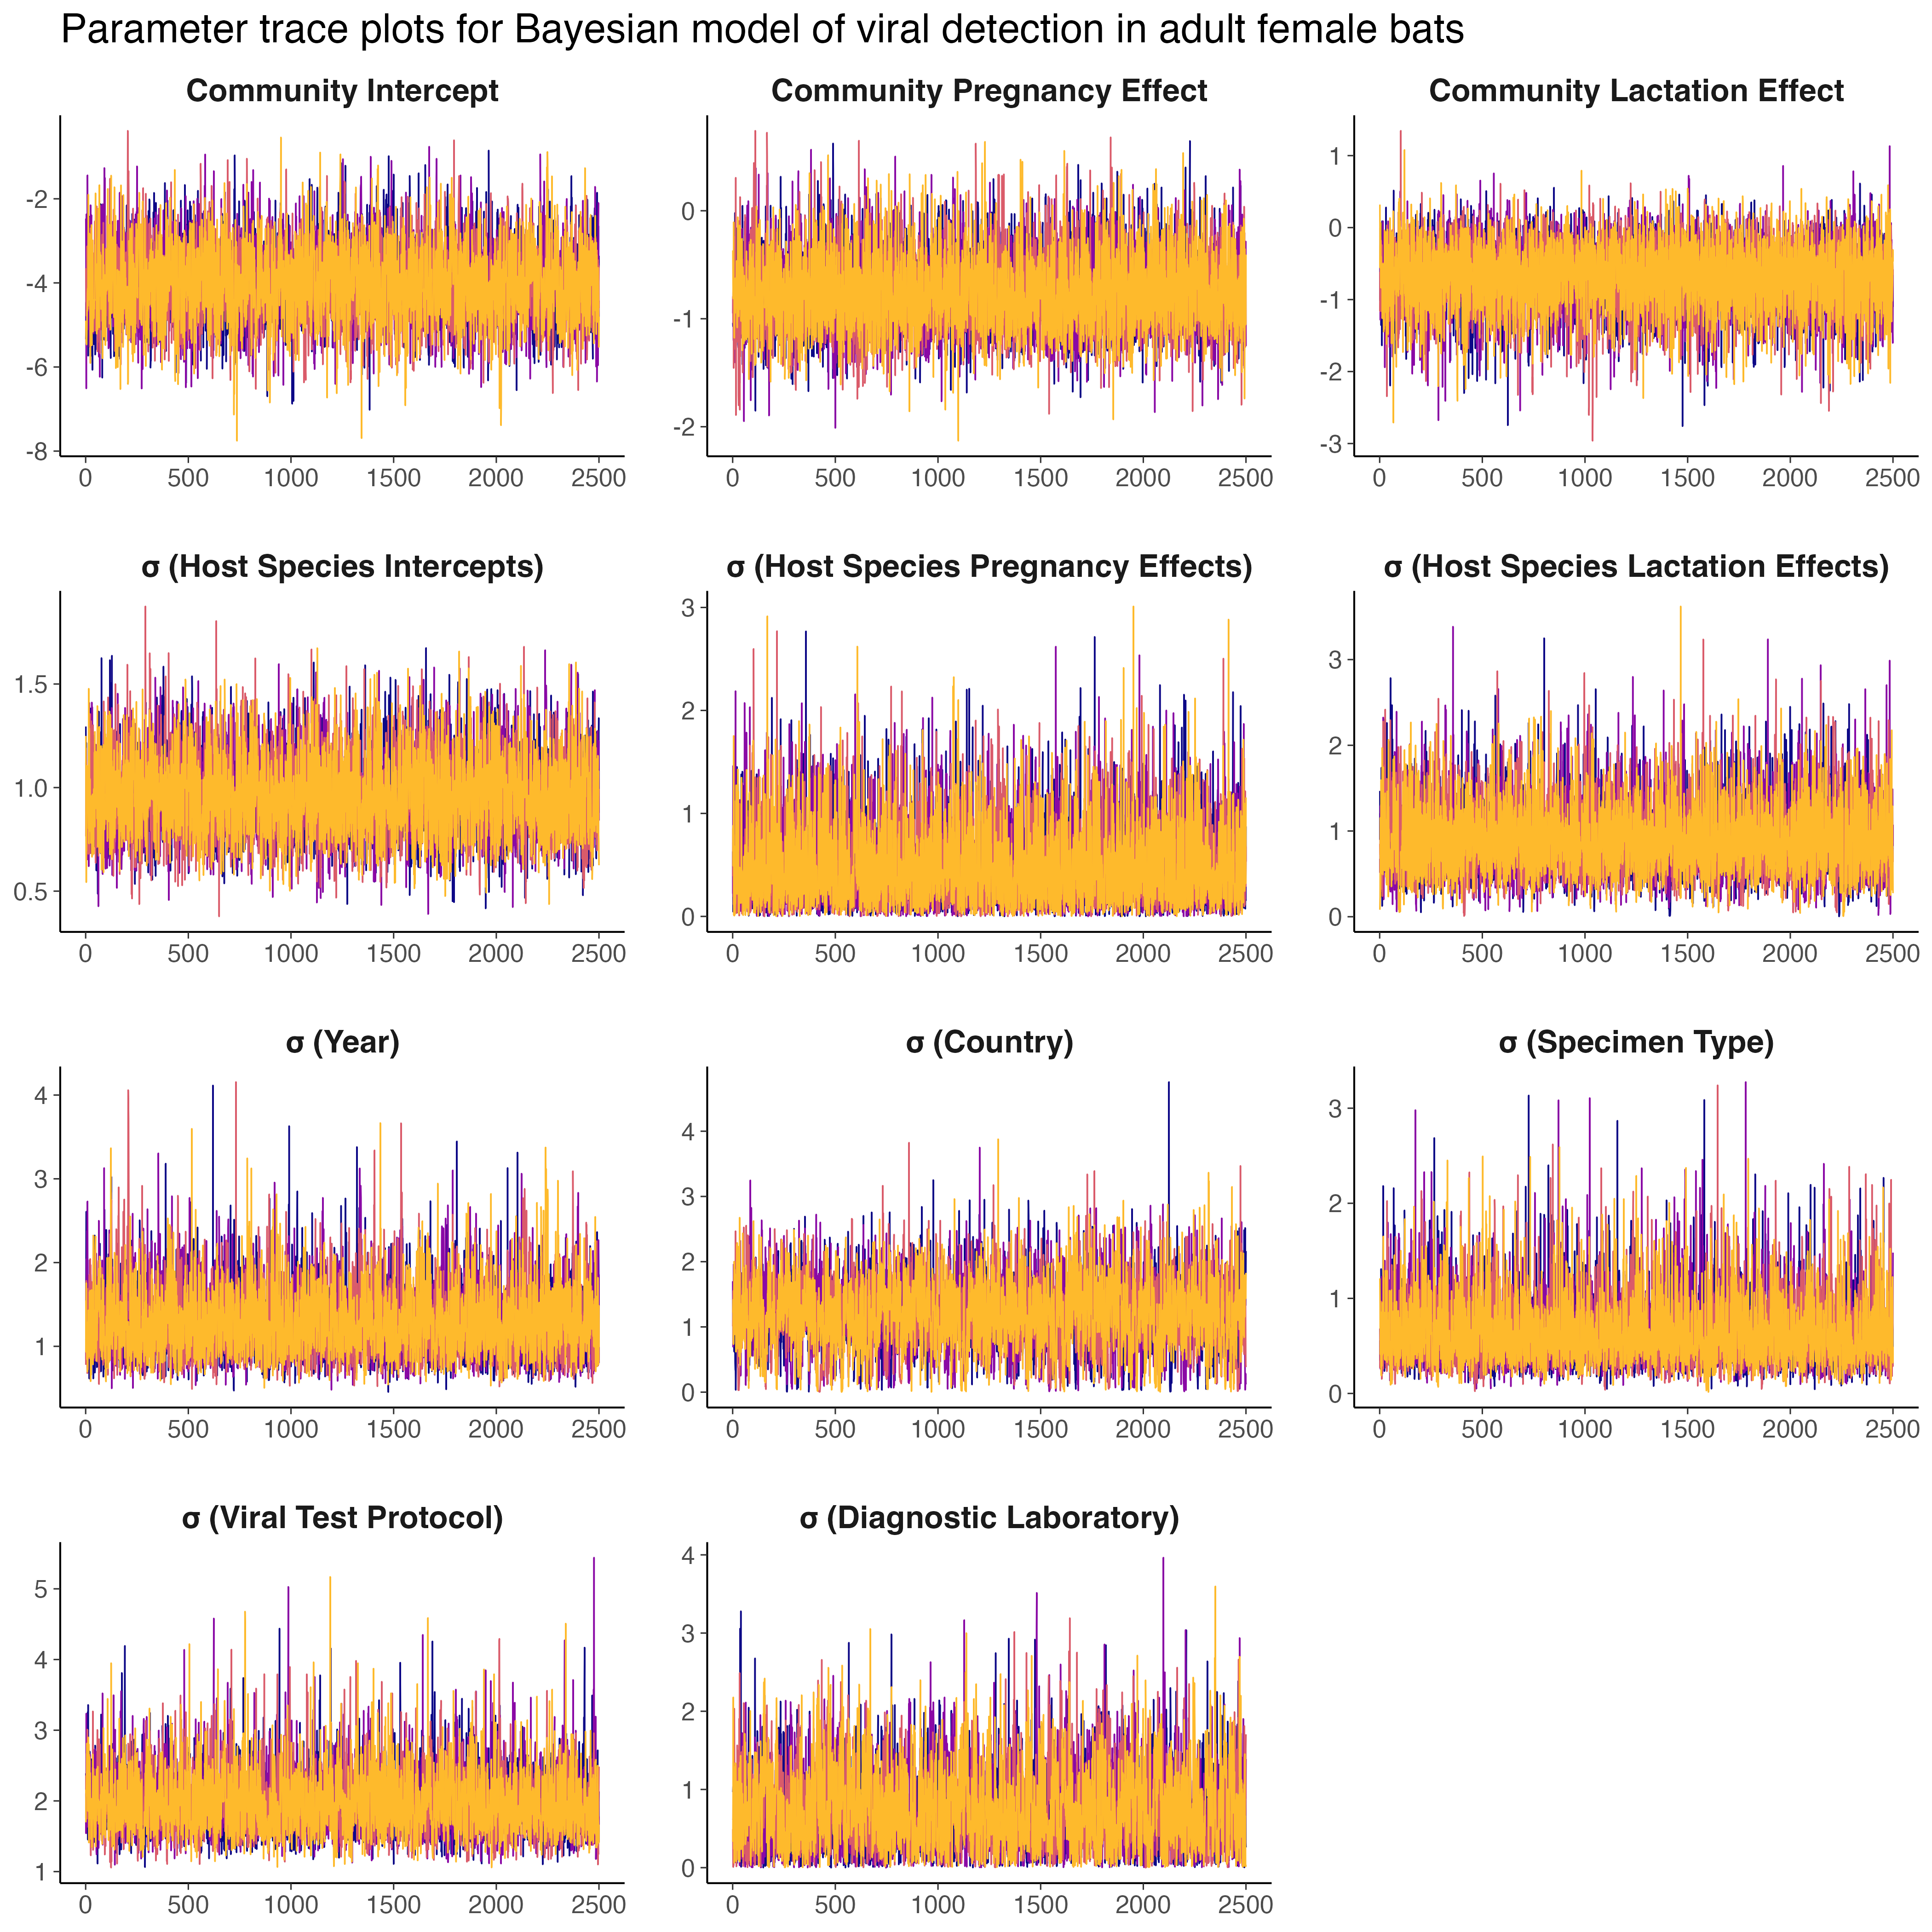 Parameter trace plots for Bayesian model of viral detection in adult female bats
Community Intercept
-2
-4
-6
-8
0 500 1000 1500 2000 2500
Community Pregnancy Effect
0
-1
-2
0 500 1000 1500 2000 2500
Community Lactation Effect
1
0
-1
-2
-3
0 500 1000 1500 2000 2500
σ (Host Species Intercepts)
1.5
1.0
0.5
0 500 1000 1500 2000 2500
σ (Host Species Pregnancy Effects)
3
2
1
0
0 500 1000 1500 2000 2500
σ (Host Species Lactation Effects)
3
2
1
0
0 500 1000 1500 2000 2500
σ (Year)
4
3
2
1
0 500 1000 1500 2000 2500
σ (Country)
4
3
2
1
0
0 500 1000 1500 2000 2500
σ (Specimen Type)
3
2
1
0
0 500 1000 1500 2000 2500
σ (Viral Test Protocol)
5
4
3
2
1
0 500 1000 1500 2000 2500
σ (Diagnostic Laboratory)
4
3
2
1
0
0 500 1000 1500 2000 2500